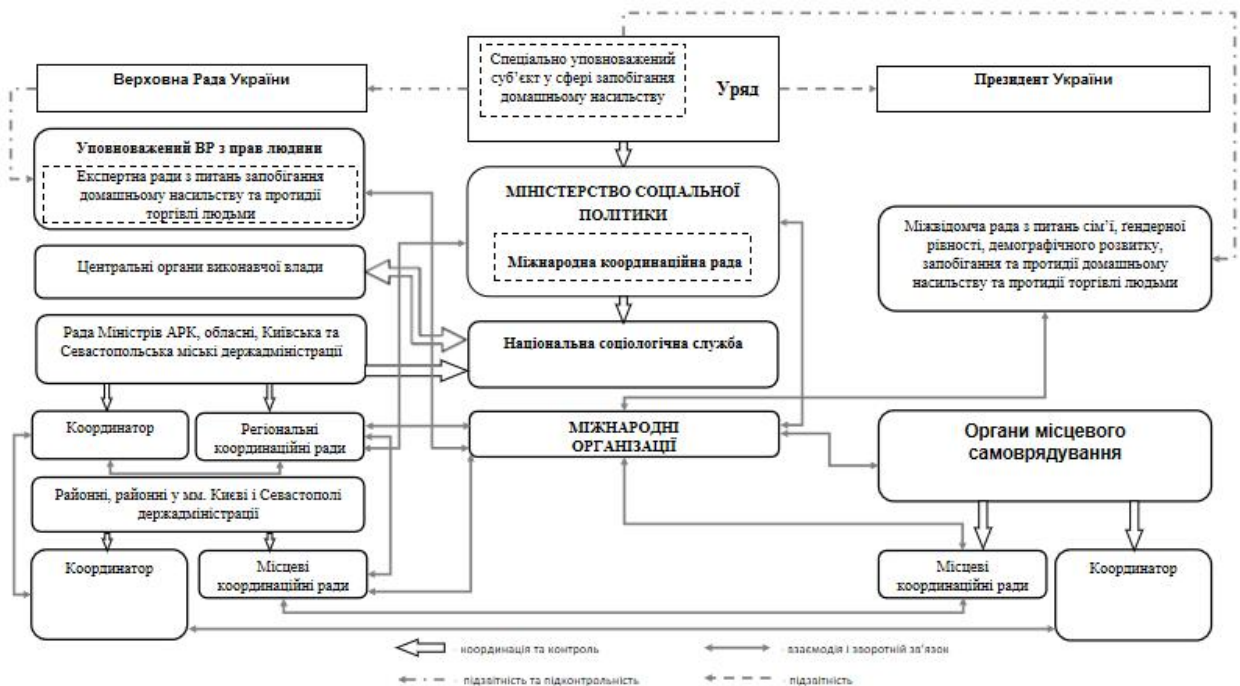 Спеціально уповноважений
суб’єкт у сфері запобігання
домашньому насильству
Уряд
Верховна Рада України
Президент України
Уповноважений ВР з прав людини
Експертна ради з питань запобігання
домашньому насильству та протидії
торгівлі людьми
МІНІСТЕРСТВО СОЦІАЛЬНОЇ
ПОЛІТИКИ
Міжнародна координаційна рада
Міжвідомча рада з питань сім’ї, гендерної
рівності, демографічного розвитку,
запобігання та протидії домашньому
насильству та протидії торгівлі людьми
Центральні органи виконавчої влади
Рада Міністрів АРК, обласні, Київська та
Севастопольська міські держадміністрації
Національна соціологічна служба
Координатор
Регіональні
координаційні ради
МІЖНАРОДНІ
ОРГАНІЗАЦІЇ
Органи місцевого
самоврядування
Районні, районні у мм. Києві і Севастополі
держадміністрації
Координатор
Місцеві
координаційні ради
Місцеві
координаційні ради
Координатор
- координація та контроль
- взаємодія і зворотній зв’язок
- підзвітність та підконтрольність
- підзвітність